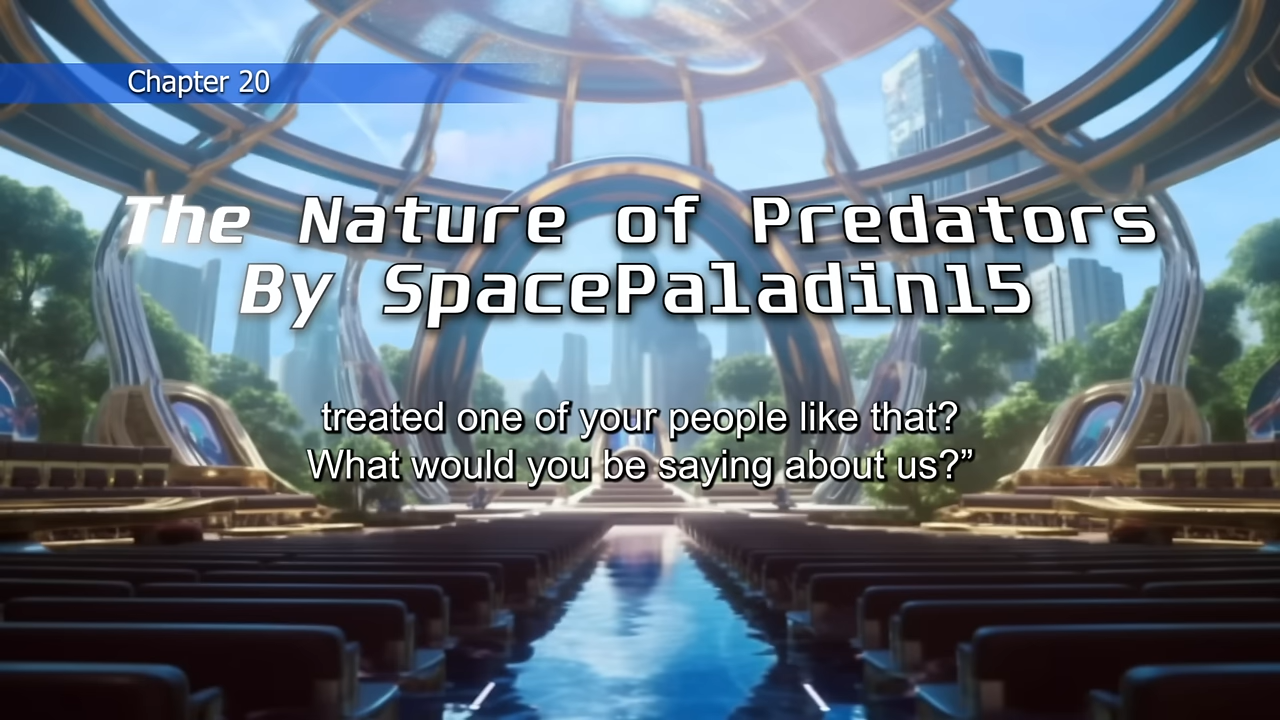 Chapter 20
The Nature of Predators
By SpacePaladin15
treated one of your people like that?
What would you be saying about us?”